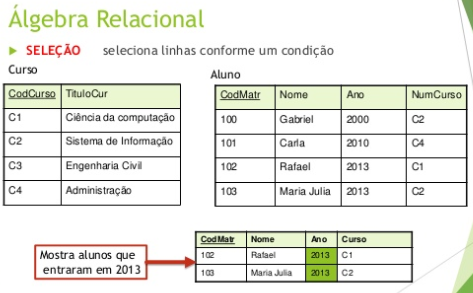 Álgebra Relacional
SELEÇÃO seleciona linhas conforme um condição
Curso
CodCurso TituloCur
C1 Ciência da computação
C2 Sistema de Informação
C3 Engenharia Civil
C4 Administração
Aluno
CodMatr Nome Ano NumCurso
100 Gabriel 2000 C2
101 Carla 2010 C4
102 Rafael 2013 C1
103 Maria Julia 2013 C2
Mostra alunos que
entraram em 2013
CodMatr Nome Ano Curso
102 Rafael 2013 C1
103 Maria Julia 2013 C2